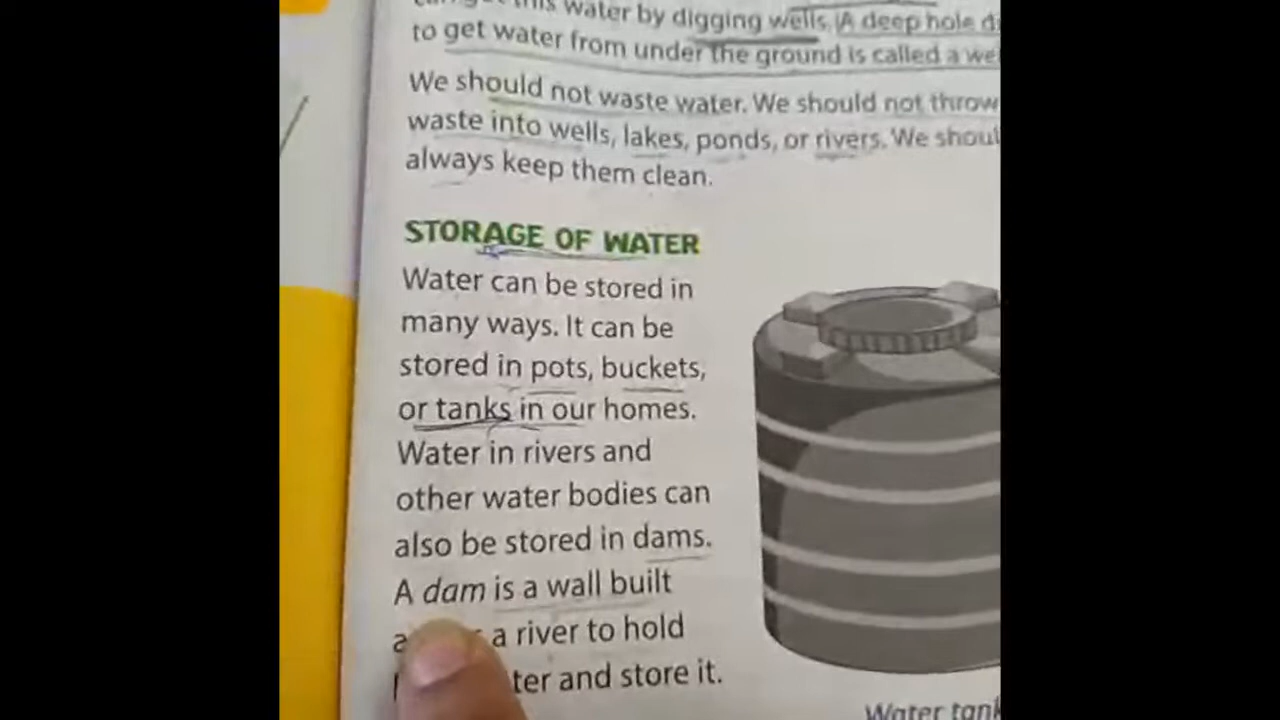 this water by digging wells. A deep hole
to get water from under the ground is called a
We should not waste water. We should not throw
waste into wells, lakes, ponds, or rivers. We
always keep them clean.
STORAGE OF WATER
Water can be stored in
many ways. It can be
stored in pots, buckets,
or tanks in our homes.
Water in rivers and
other water bodies can
also be stored in dams.
A dam is a wall built
a river to hold
and store it.
Water tank